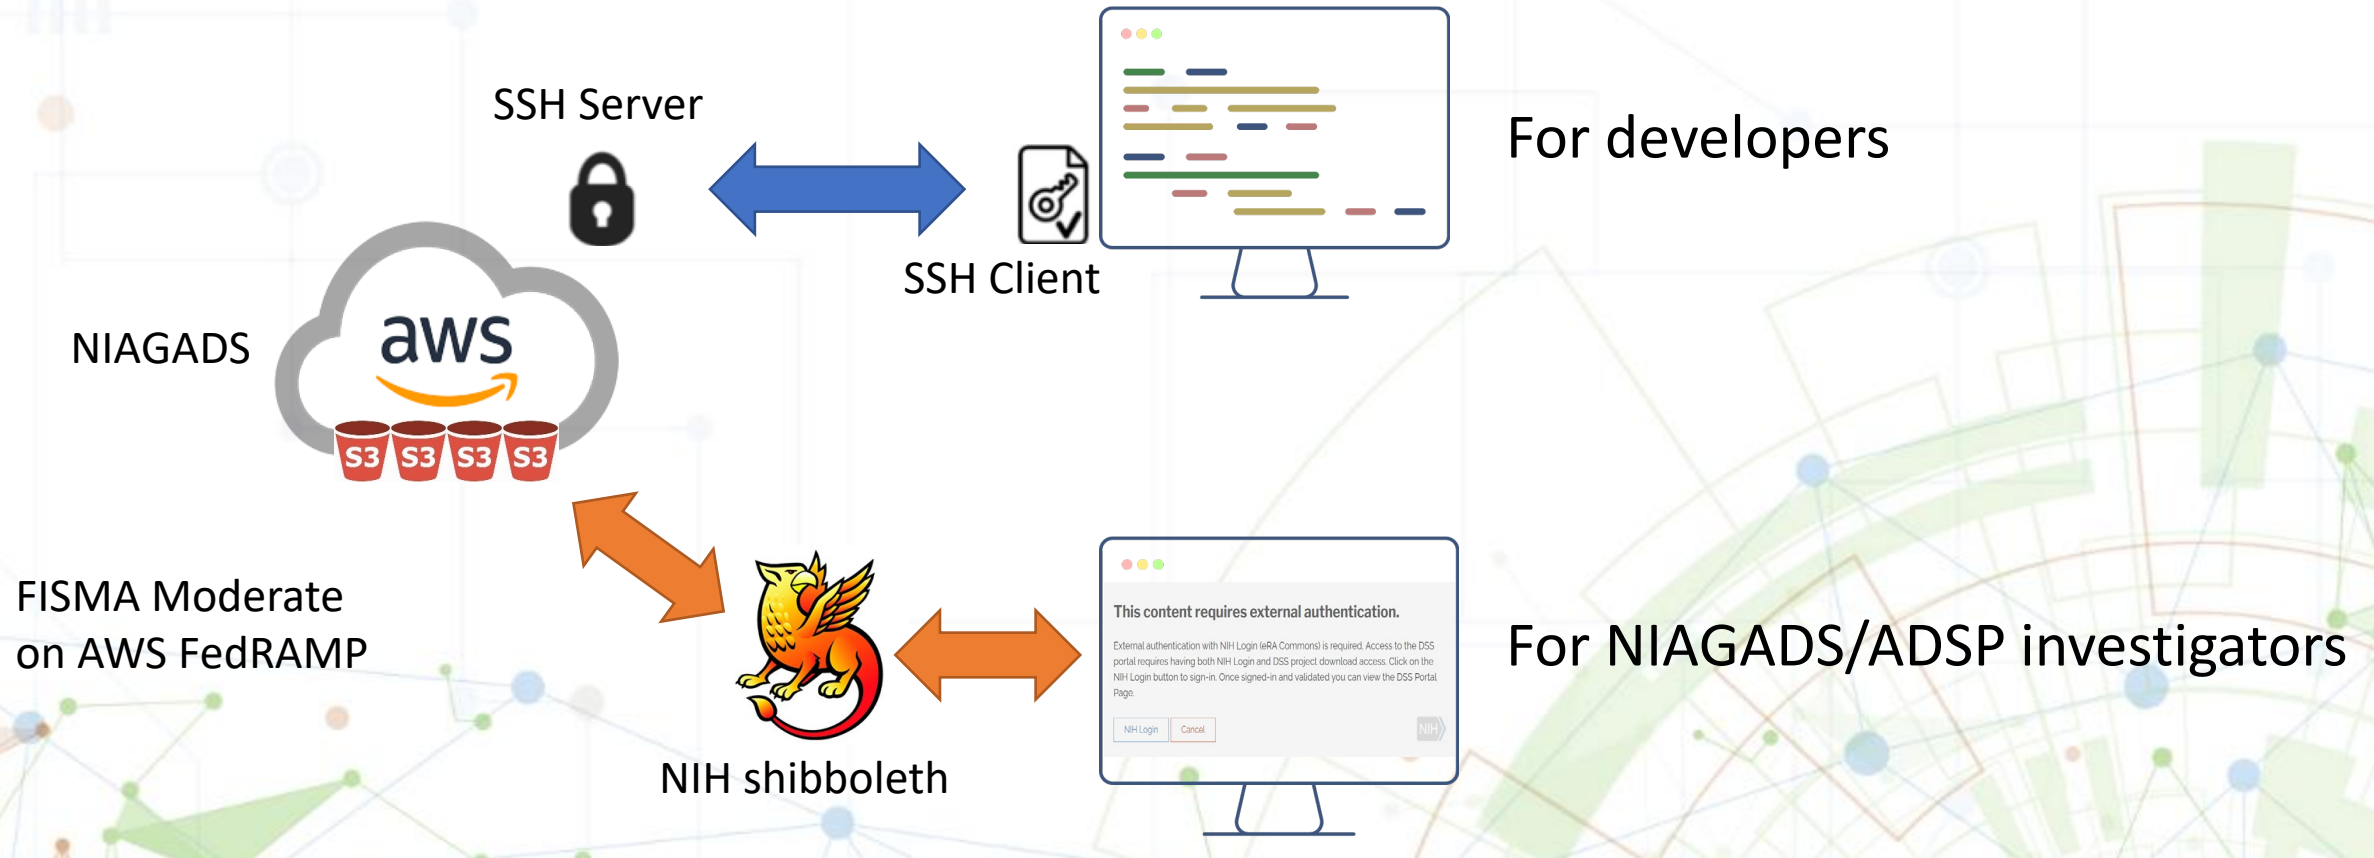 SSH Server
For developers
SSH Client
NIAGADS
aws
S3 S3 S3 S3
FISMA Moderate
on AWS FedRAMP
NIH shibboleth
This content requires external authentication.
External authentication with NIH Login (eRA Commons) is required. Access to the DSS
portal requires having both NIH Login and DSS project download access. Click on the
NIH Login button to sign-in. Once signed-in and validated you can view the DSS Portal
Page.
NIH Login Cancel
NIH
For NIAGADS/ADSP investigators